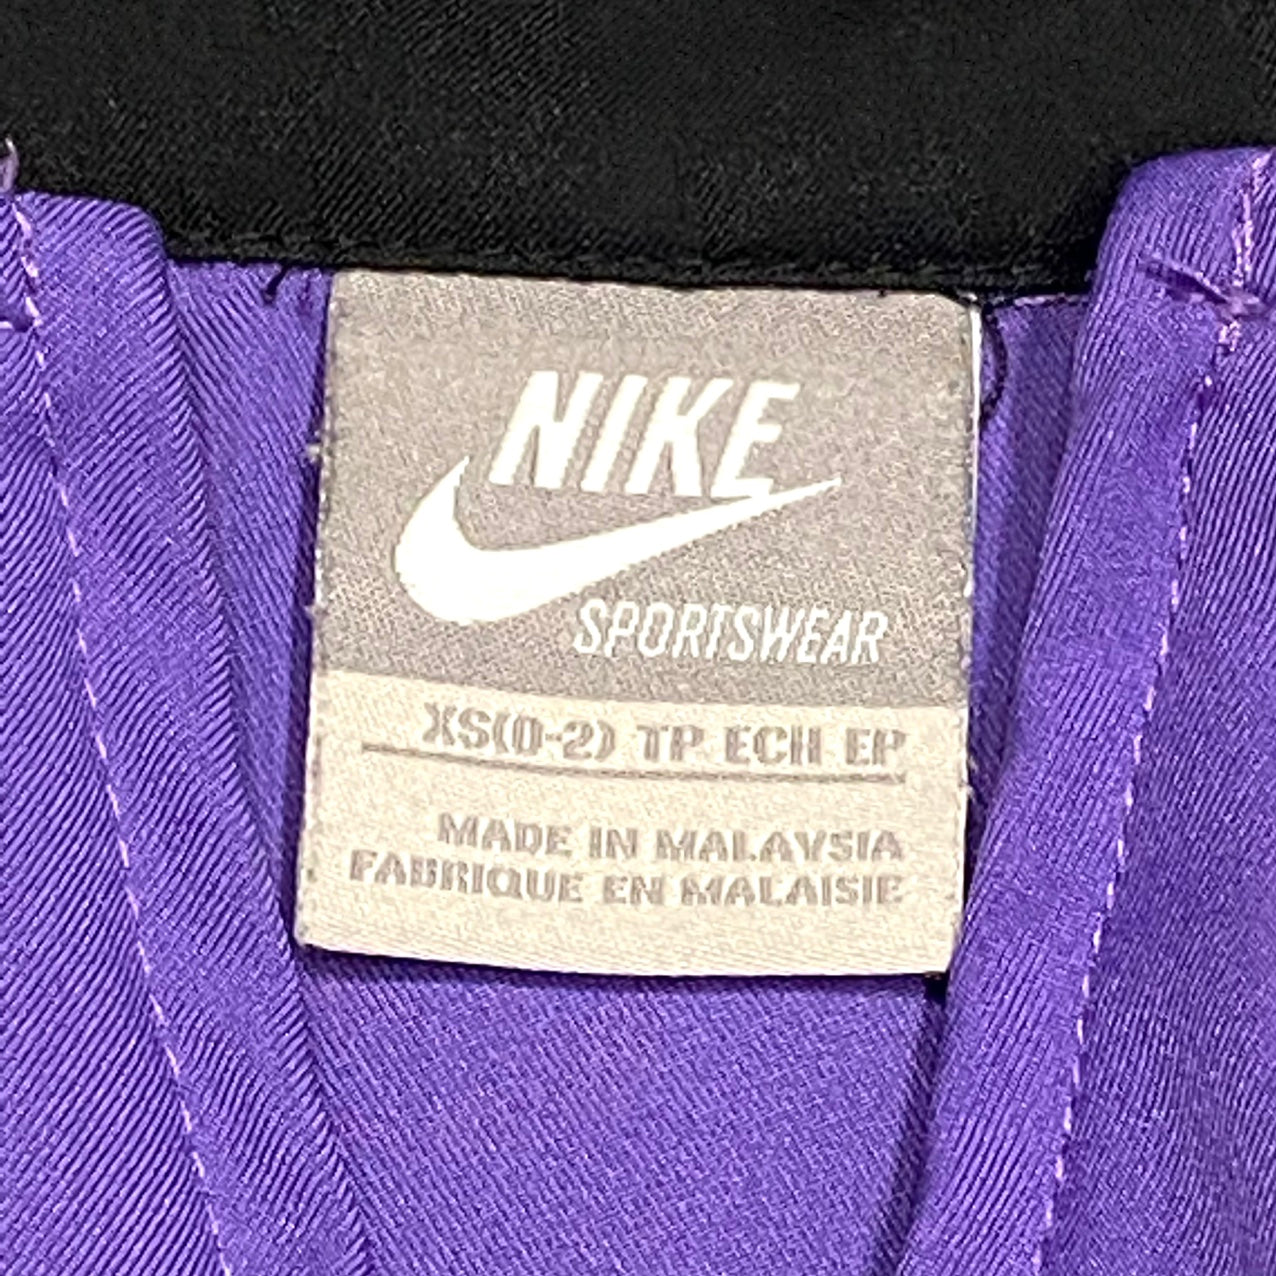 NIKE
SPORTSWEAR
XS(0-2) TP ECH EP
MADE IN MALAYSIA
FABRIQUE EN MALAISIE